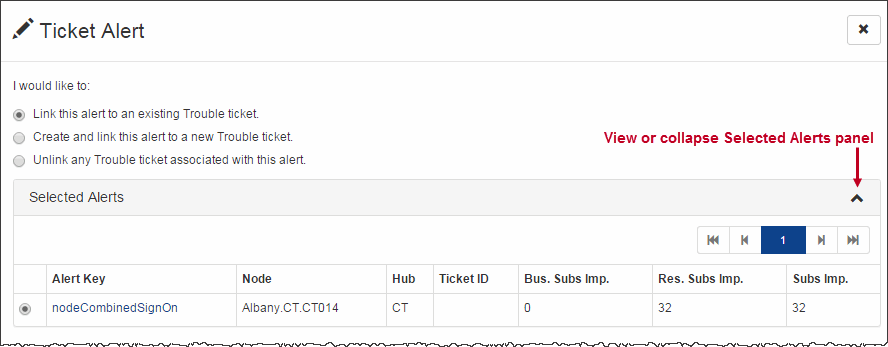 Ticket Alert
I would like to:
Link this alert to an existing Trouble ticket.
Create and link this alert to a new Trouble ticket.
Unlink any Trouble ticket associated with this alert.
View or collapse Selected Alerts panel
Selected Alerts
1
Alert Key Node Hub Ticket ID Bus. Subs Imp. Res. Subs Imp. Subs Imp.
nodeCombinedSignOn Albany.CT.CT014 CT 0 32 32